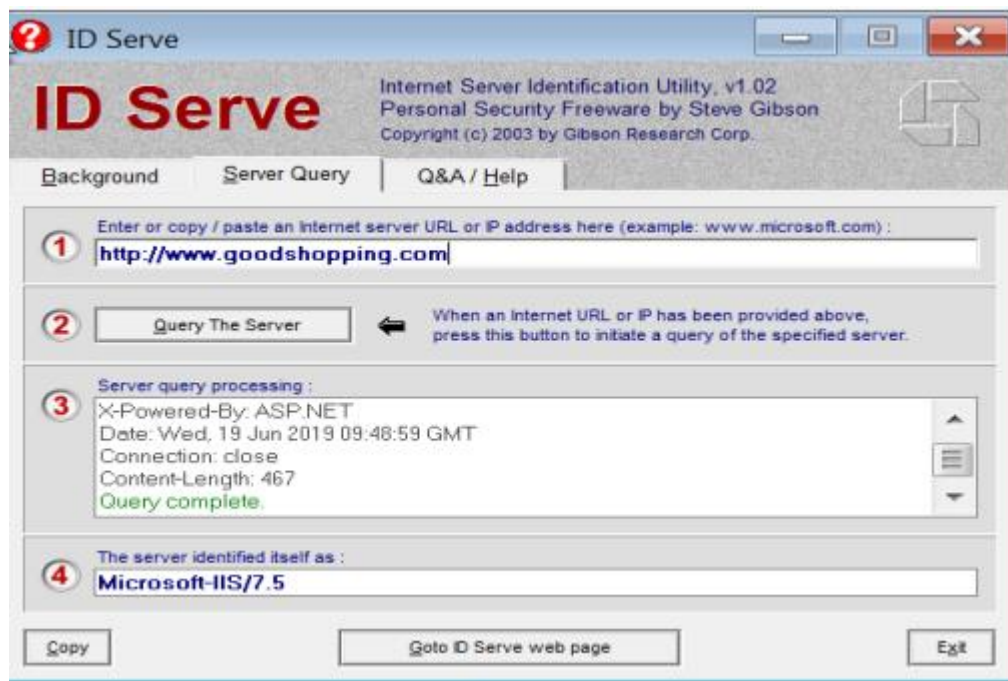 ID Serve
ID Serve
Internet Server Identification Utility, v1.02
Personal Security Freeware by Steve Gibson
Copyright (c) 2003 by Gibson Research Corp.
Background
Server Query
Q&A / Help
1
Enter or copy / paste an Internet server URL or IP address here (example: www.microsoft.com) :
http://www.goodshopping.com
2
Query The Server
When an Internet URL or IP has been provided above,
press this button to initiate a query of the specified server.
3
Server query processing :
X-Powered-By: ASP.NET
Date: Wed, 19 Jun 2019 09:48:59 GMT
Connection: close
Content-Length: 467
Query complete.
4
The server identified itself as :
Microsoft-IIS/7.5
Copy
Goto ID Serve web page
Exit